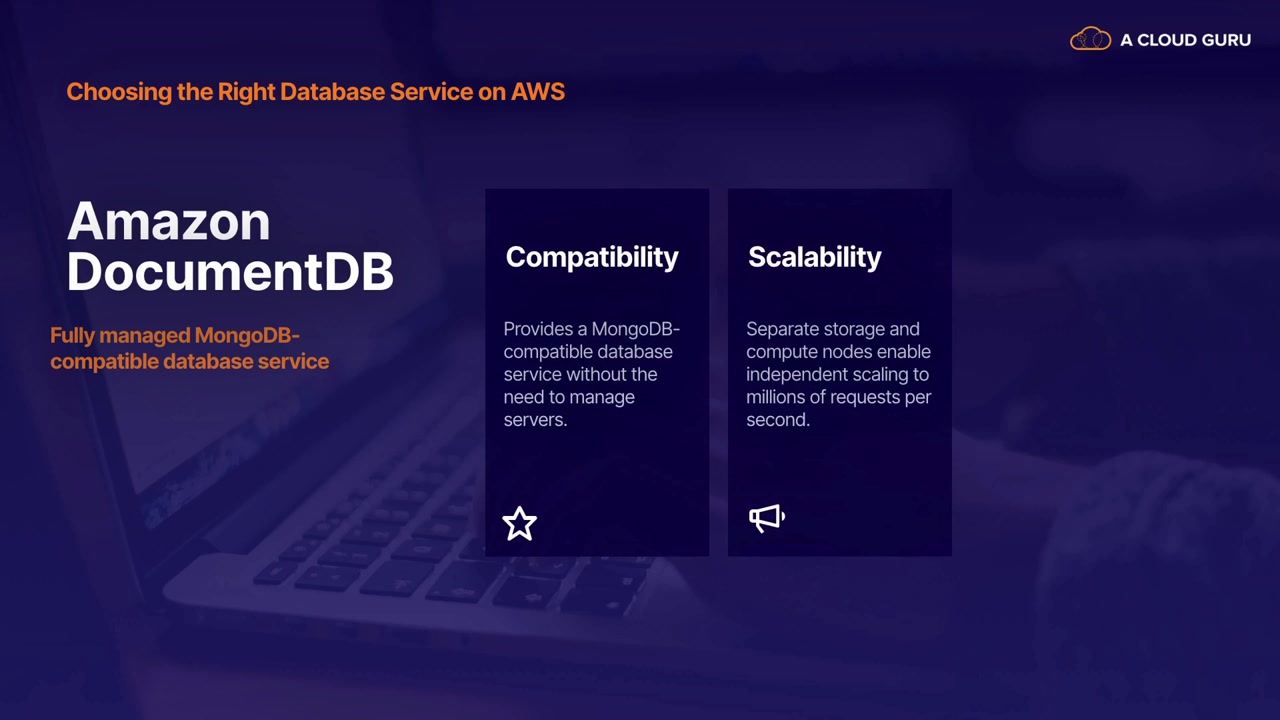 A CLOUD GURU
Choosing the Right Database Service on AWS
Amazon
DocumentDB
Fully managed MongoDB-
compatible database service
Compatibility
Provides a MongoDB-
compatible database
service without the
need to manage
servers.
Scalability
Separate storage and
compute nodes enable
independent scaling to
millions of requests per
second.